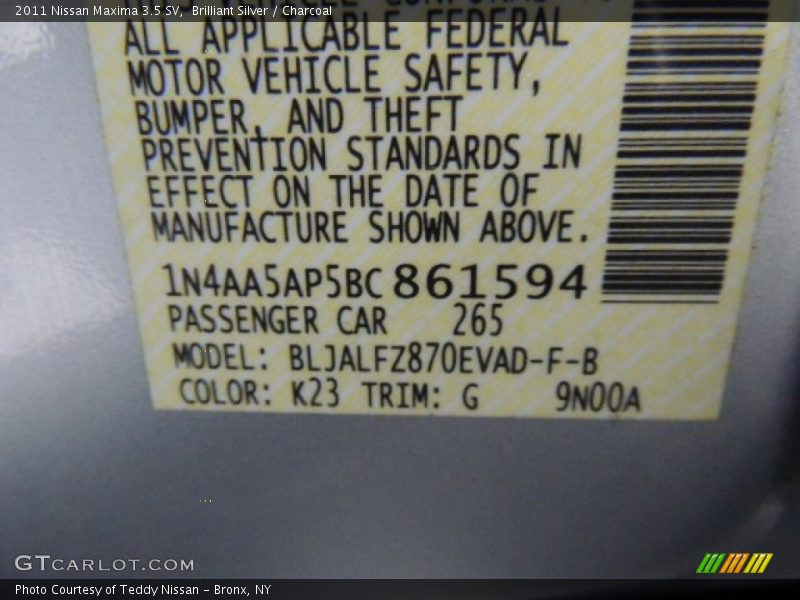 2011 Nissan Maxima 3.5 SV, Brilliant Silver / Charcoal
ALL APPLICABLE FEDERAL
MOTOR VEHICLE SAFETY,
BUMPER, AND THEFT
PREVENTION STANDARDS IN
EFFECT ON THE DATE OF
MANUFACTURE SHOWN ABOVE.
1N4AA5AP5BC861594
PASSENGER CAR 265
MODEL: BLJALFZ870EVAD-F-B
COLOR: K23 TRIM: G 9N00A
GTCARLOT.COM
Photo Courtesy of Teddy Nissan – Bronx, NY